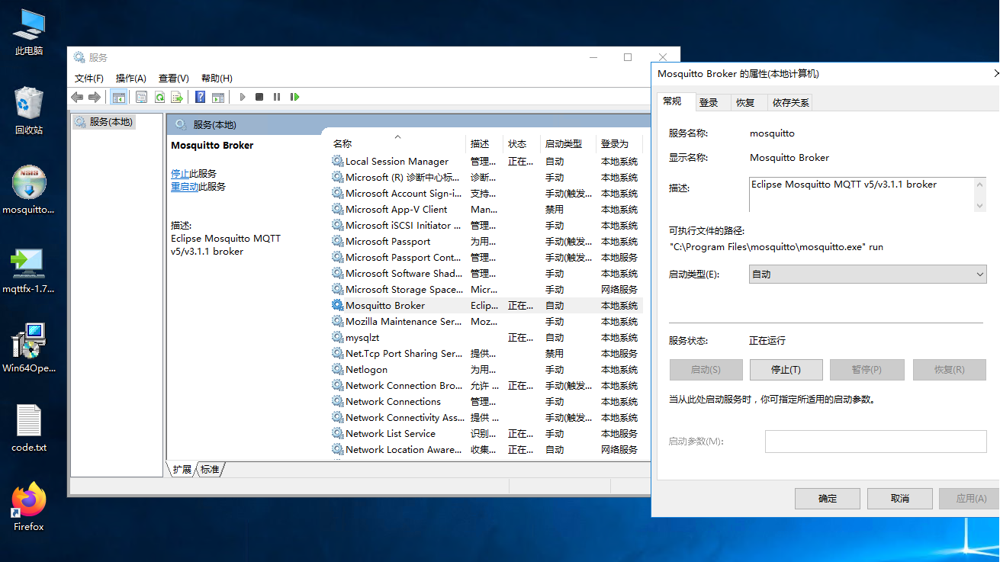 此电脑
回收站
mosquitto...
mqttfx-1.7...
Win64Ope...
code.txt
Firefox
服务
文件(F) 操作(A) 查看(V) 帮助(H)
服务(本地)
服务(本地)
Mosquitto Broker
停止此服务
重启动此服务
描述:
Eclipse Mosquitto MQTT
v5/v3.1.1 broker
名称 描述 状态 启动类型 登录为
Local Session Manager 管理... 正在... 自动 本地系统
Microsoft (R) 诊断中心标... 诊断... 手动 本地系统
Microsoft Account Sign-i... 支持... 手动(触发... 本地系统
Microsoft App-V Client Man... 禁用 本地系统
Microsoft iSCSI Initiator ... 管理... 手动 本地系统
Microsoft Passport 为用... 手动(触发... 本地系统
Microsoft Passport Cont... 管理... 手动(触发... 本地系统
Microsoft Software Shad... 管理... 手动 本地系统
Microsoft Storage Space... Micr... 手动 网络服务
Mosquitto Broker Eclip... 正在... 自动 本地系统
Mozilla Maintenance Ser... Moz... 手动 本地系统
mysqlzt 正在... 自动 本地系统
Net.Tcp Port Sharing Ser... 提供... 禁用 本地服务
Netlogon 为用... 手动 本地系统
Network Connection Bro... 允许 ... 正在... 手动(触发... 本地系统
Network Connections 管理... 手动 本地系统
Network Connectivity Ass... 提供 ... 手动(触发... 本地系统
Network List Service 识别... 正在... 手动 本地服务
Network Location Aware... 收集... 正在... 自动 网络服务
扩展 标准
Mosquitto Broker 的属性(本地计算机)
常规 登录 恢复 依存关系
服务名称: mosquitto
显示名称: Mosquitto Broker
描述: Eclipse Mosquitto MQTT v5/v3.1.1 broker
可执行文件的路径:
"C:\Program Files\mosquitto\mosquitto.exe" run
启动类型(E): 自动
服务状态: 正在运行
启动(S) 停止(T) 暂停(P) 恢复(R)
当从此处启动服务时，你可指定所适用的启动参数。
启动参数(M):
确定 取消 应用(A)